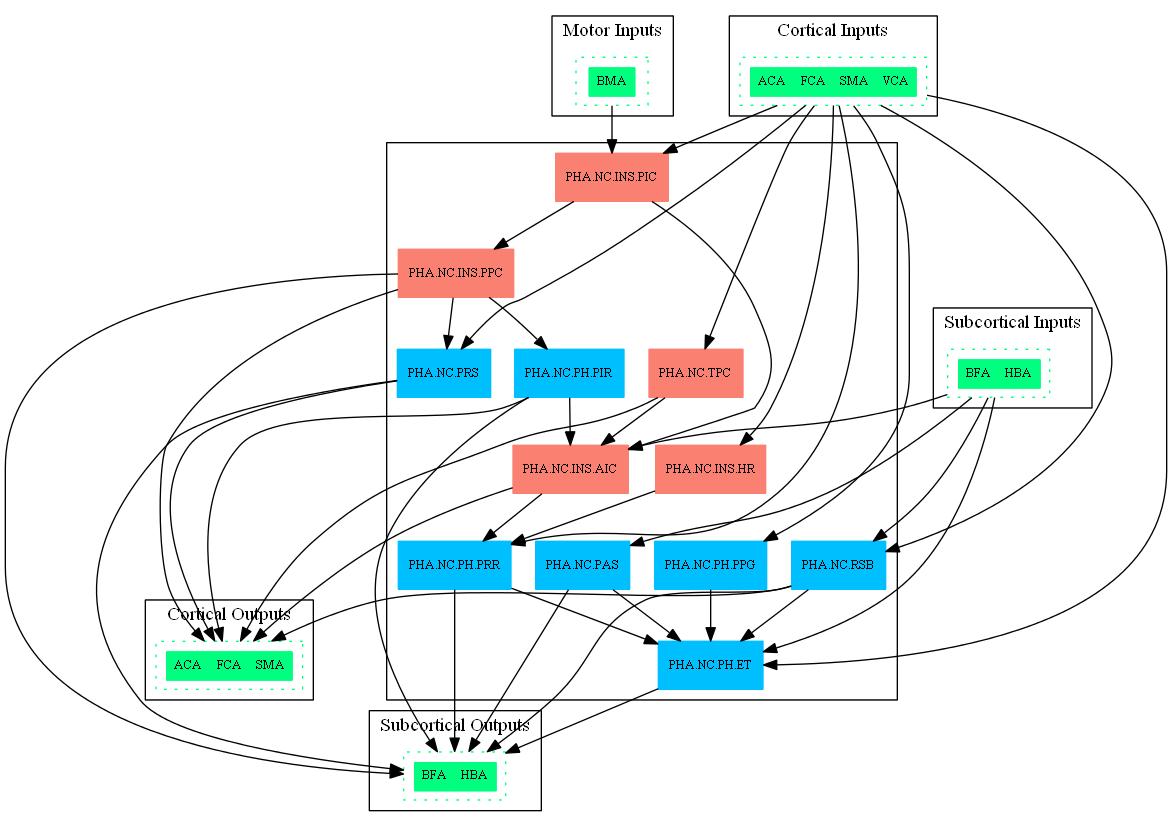 Motor Inputs
BMA
Cortical Inputs
ACA FCA SMA VCA
PHA.NC.INS.PIC
PHA.NC.INS.PPC
Subcortical Inputs
BFA HBA
PHA.NC.PRS
PHA.NC.PH.PIR
PHA.NC.TPC
PHA.NC.INS.AIC
PHA.NC.INS.HR
PHA.NC.PH.PRR
PHA.NC.PAS
PHA.NC.PH.PPG
PHA.NC.RSB
Cortical Outputs
ACA FCA SMA
PHA.NC.PH.ET
Subcortical Outputs
BFA HBA